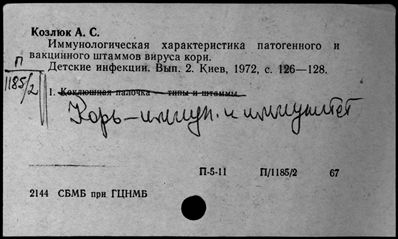 Козлюк А. С.
Иммунологическая характеристика патогенного и
вакцинного штаммов вируса кори.
Детские инфекции. Вып. 2. Киев, 1972, с. 126—128.
П
1185/2
1. Коклюшная палочка — типы и штаммы
Корь – иммун. и иммунитет
П-5-11 П/1185/2 67
2144 СБМБ при ГЦНМБ